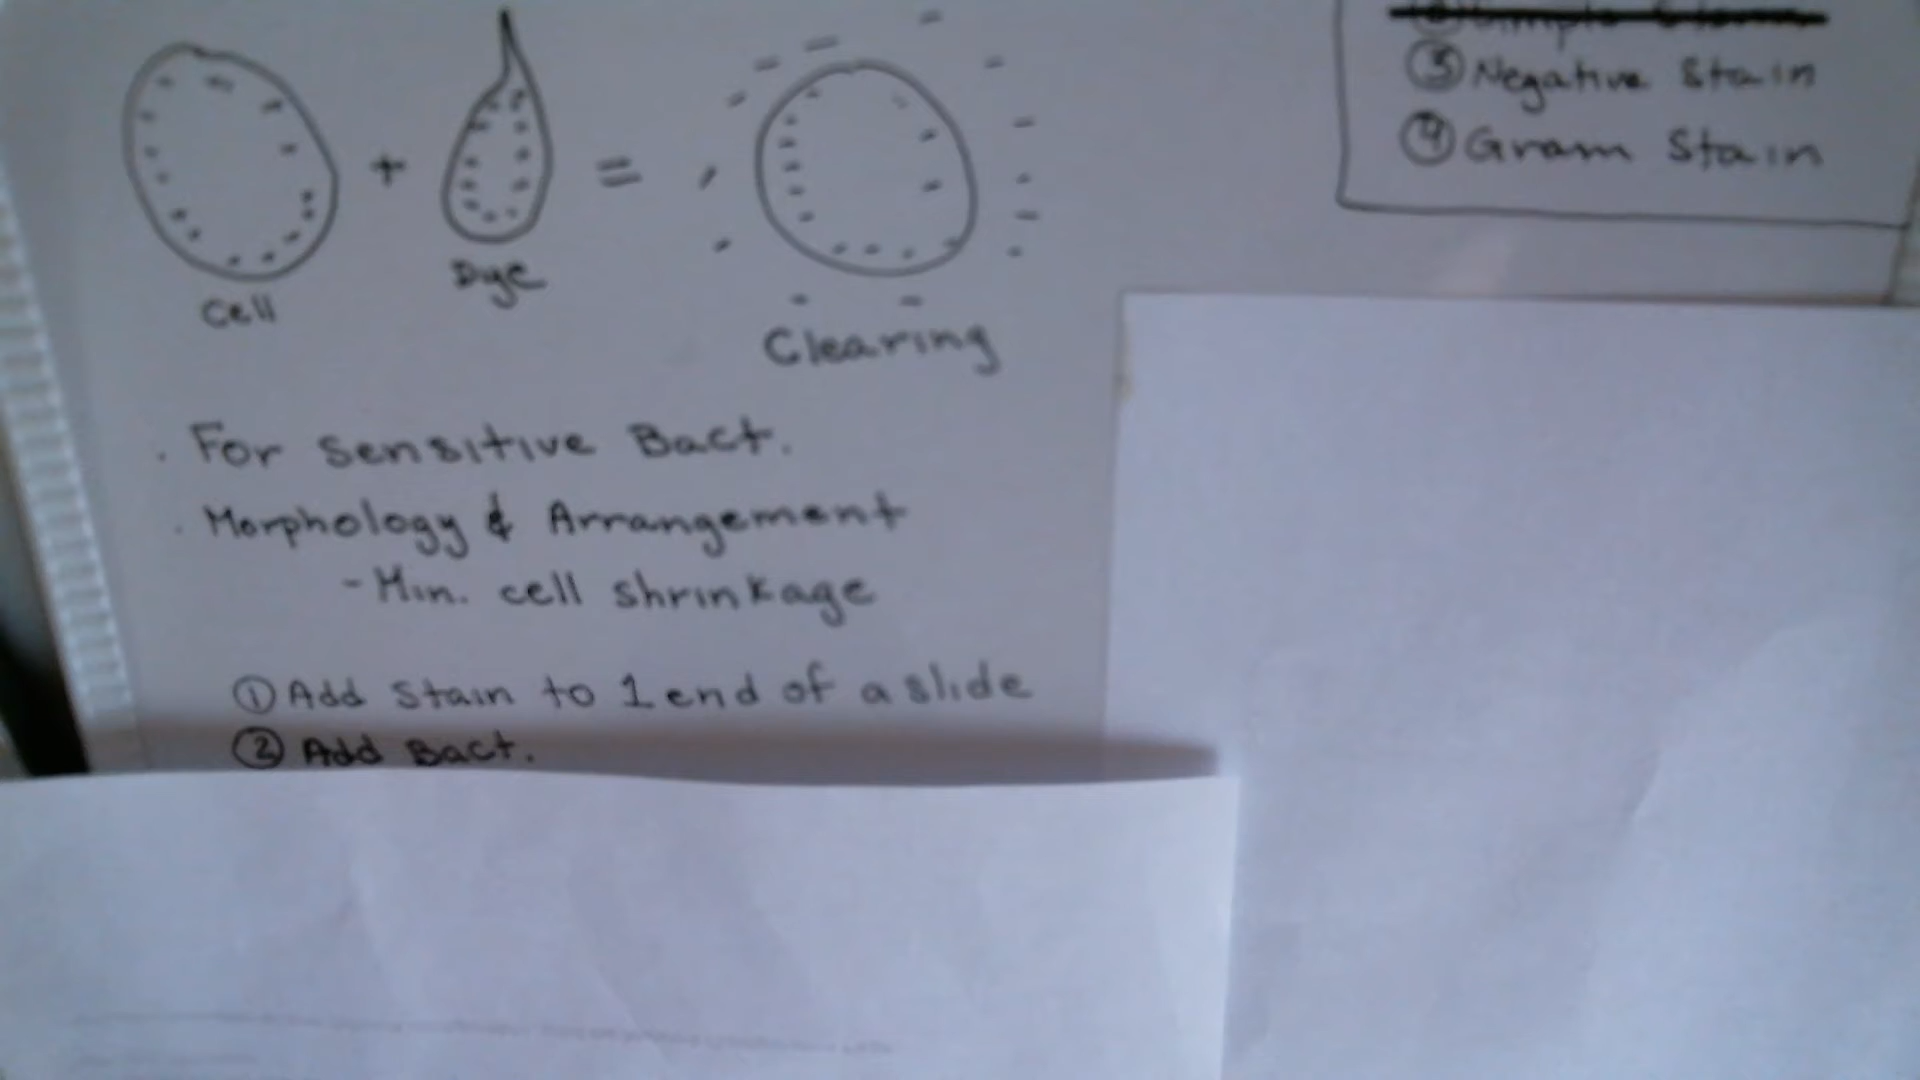 ③ Negative Stain
④ Gram Stain
+ =
Cell
Dye
Clearing
· For Sensitive Bact.
· Morphology & Arrangement
- Min. cell shrinkage
① Add Stain to 1 end of a slide
② Add Bact.